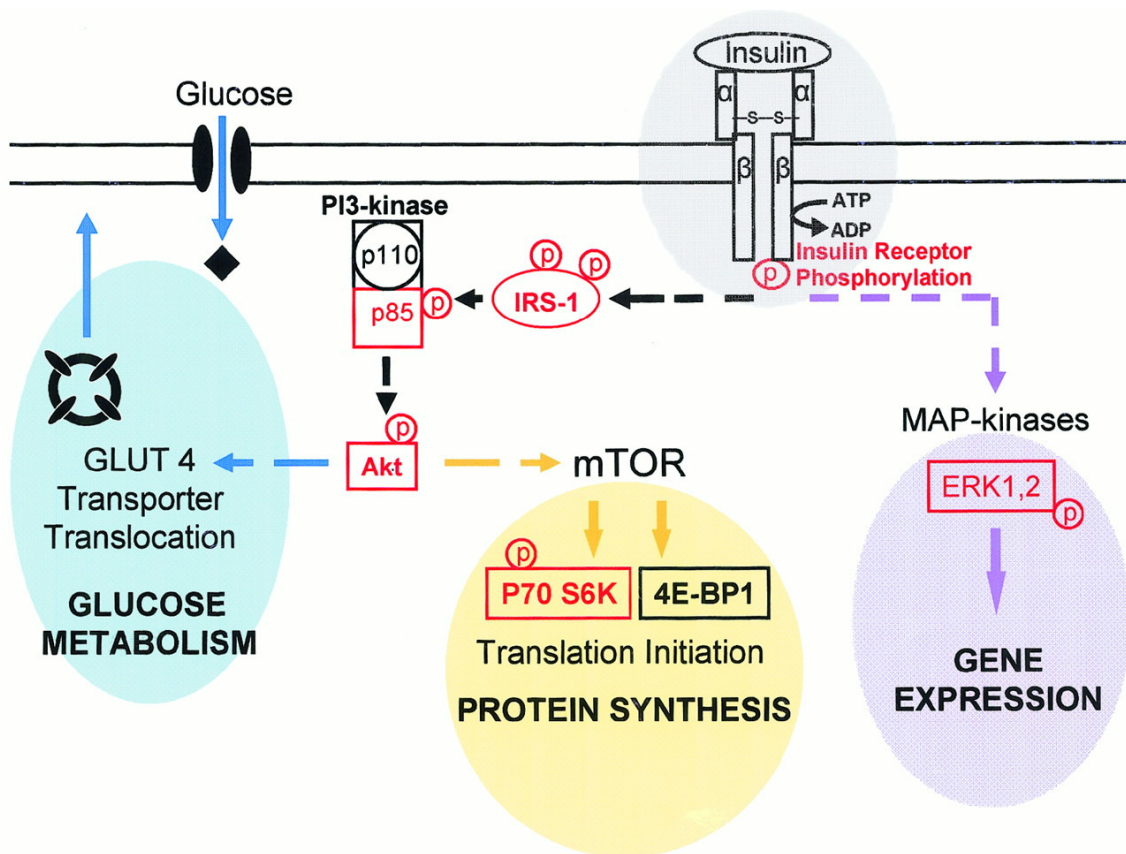 Insulin
α
α
S
S
Glucose
β
β
PI3-kinase
ATP
ADP
p110
Insulin Receptor
Phosphorylation
p
p
p
p
p85
IRS-1
MAP-kinases
p
Akt
GLUT 4
mTOR
Transporter
Translocation
ERK1,2
p
p
P70 S6K
4E-BP1
GLUCOSE
METABOLISM
Translation Initiation
PROTEIN SYNTHESIS
GENE
EXPRESSION